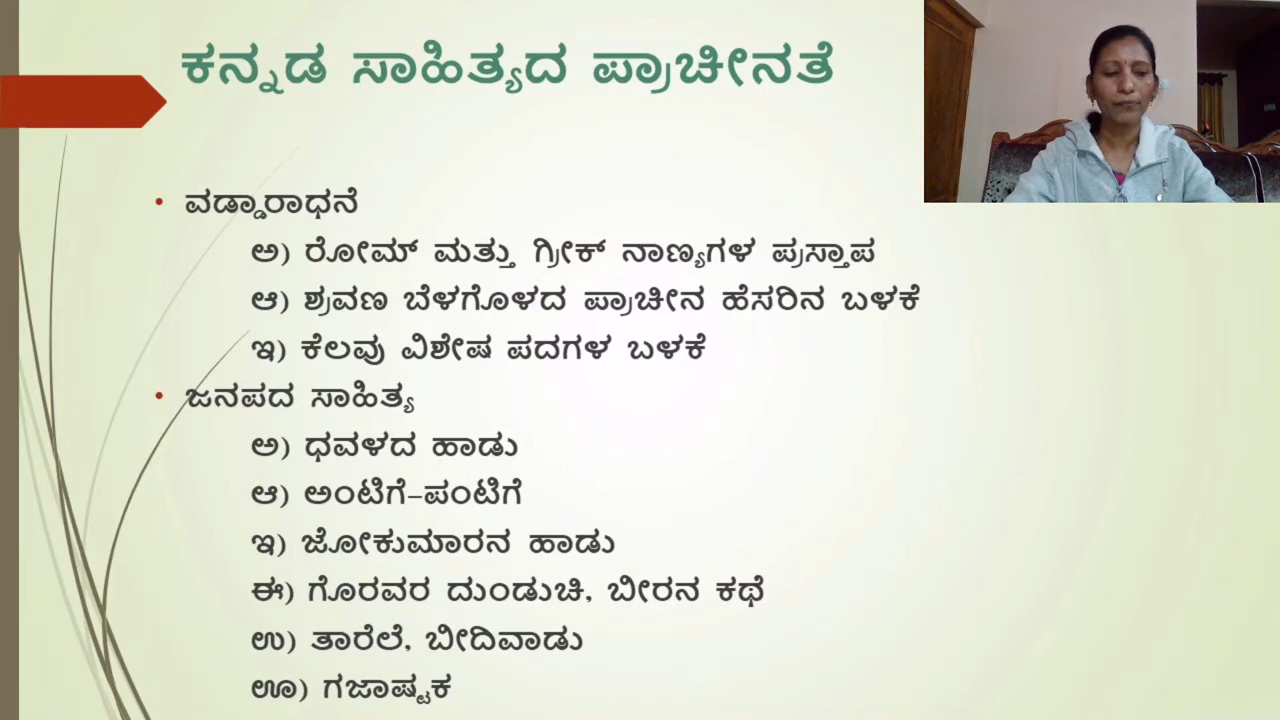 ಕನ್ನಡ ಸಾಹಿತ್ಯದ ಪ್ರಾಚೀನತೆ
• ವಡ್ಡಾರಾಧನೆ
ಅ) ರೋಮ್ ಮತ್ತು ಗ್ರೀಕ್ ನಾಣ್ಯಗಳ ಪ್ರಸ್ತಾಪ
ಆ) ಶ್ರವಣ ಬೆಳಗೊಳದ ಪ್ರಾಚೀನ ಹೆಸರಿನ ಬಳಕೆ
ಇ) ಕೆಲವು ವಿಶೇಷ ಪದಗಳ ಬಳಕೆ
• ಜನಪದ ಸಾಹಿತ್ಯ
ಅ) ಧವಳದ ಹಾಡು
ಆ) ಅಂಟಿಗೆ–ಪಂಟಿಗೆ
ಇ) ಜೋಕುಮಾರನ ಹಾಡು
ಈ) ಗೊರವರ ದುಂಡುಚಿ, ಬೀರನ ಕಥೆ
ಉ) ತಾರೆಲೆ, ಬೀದಿವಾಡು
ಊ) ಗಜಾಷ್ಟಕ